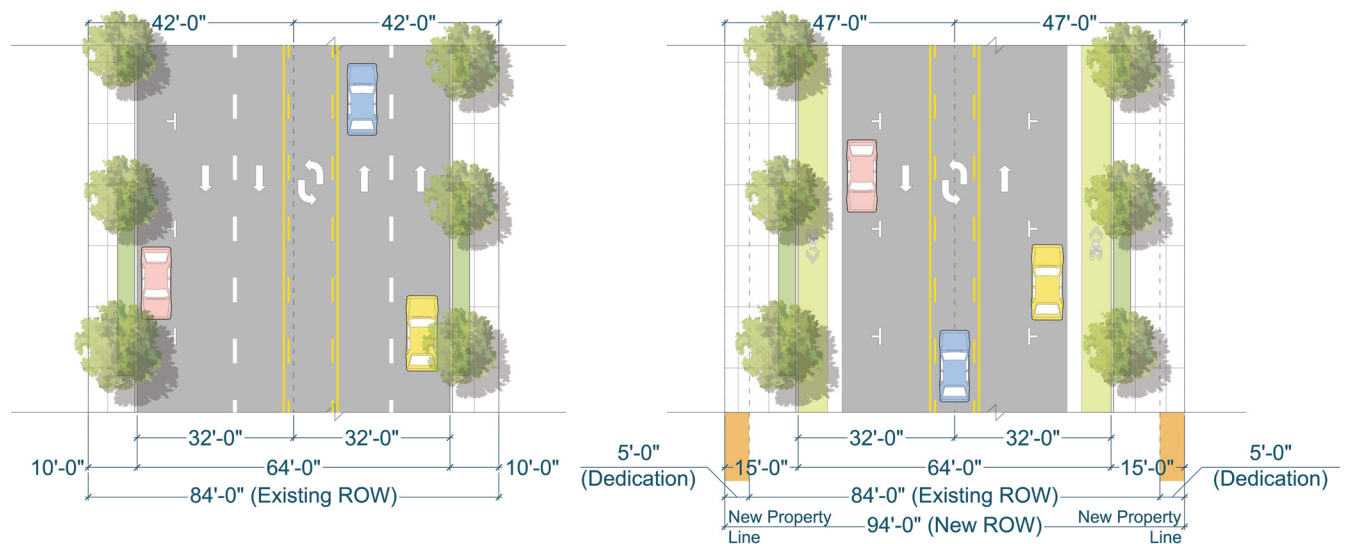 42'-0" 42'-0"
32'-0" 32'-0"
10'-0" 64'-0" 10'-0"
84'-0" (Existing ROW)
47'-0" 47'-0"
32'-0" 32'-0"
5'-0"
(Dedication)
15'-0" 64'-0" 15'-0"
5'-0"
(Dedication)
84'-0" (Existing ROW)
New Property
Line
94'-0" (New ROW)
New Property
Line